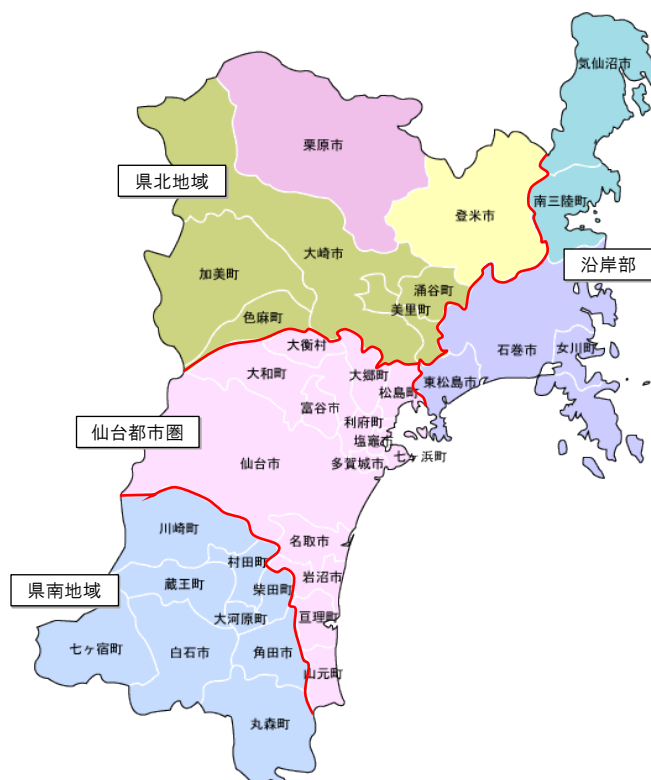 気仙沼市
栗原市
県北地域
南三陸町
登米市
大崎市
沿岸部
加美町
涌谷町
美里町
色麻町
大衡村
石巻市
女川町
大和町
大郷町
東松島市
松島町
富谷市
利府町
仙台都市圏
塩竈市
七ヶ浜町
仙台市
多賀城市
川崎町
名取市
村田町
岩沼市
蔵王町
柴田町
県南地域
大河原町
亘理町
七ヶ宿町
白石市
角田市
山元町
丸森町